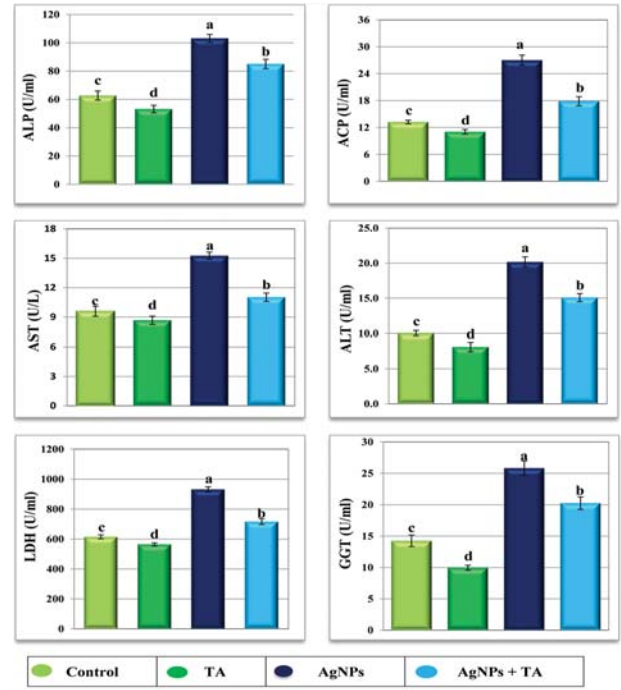 a
b
c
d
ALP (U/ml)
120
100
80
60
40
20
0
a
b
c
d
ACP (U/ml)
36
30
24
18
12
6
0
a
b
c
d
AST (U/L)
18
15
12
9
6
3
0
a
b
c
d
ALT (U/ml)
25.0
20.0
15.0
10.0
5.0
0.0
a
b
c
d
LDH (U/ml)
1200
1000
800
600
400
200
0
a
b
c
d
GGT (U/ml)
30
25
20
15
10
5
0
Control TA AgNPs AgNPs + TA